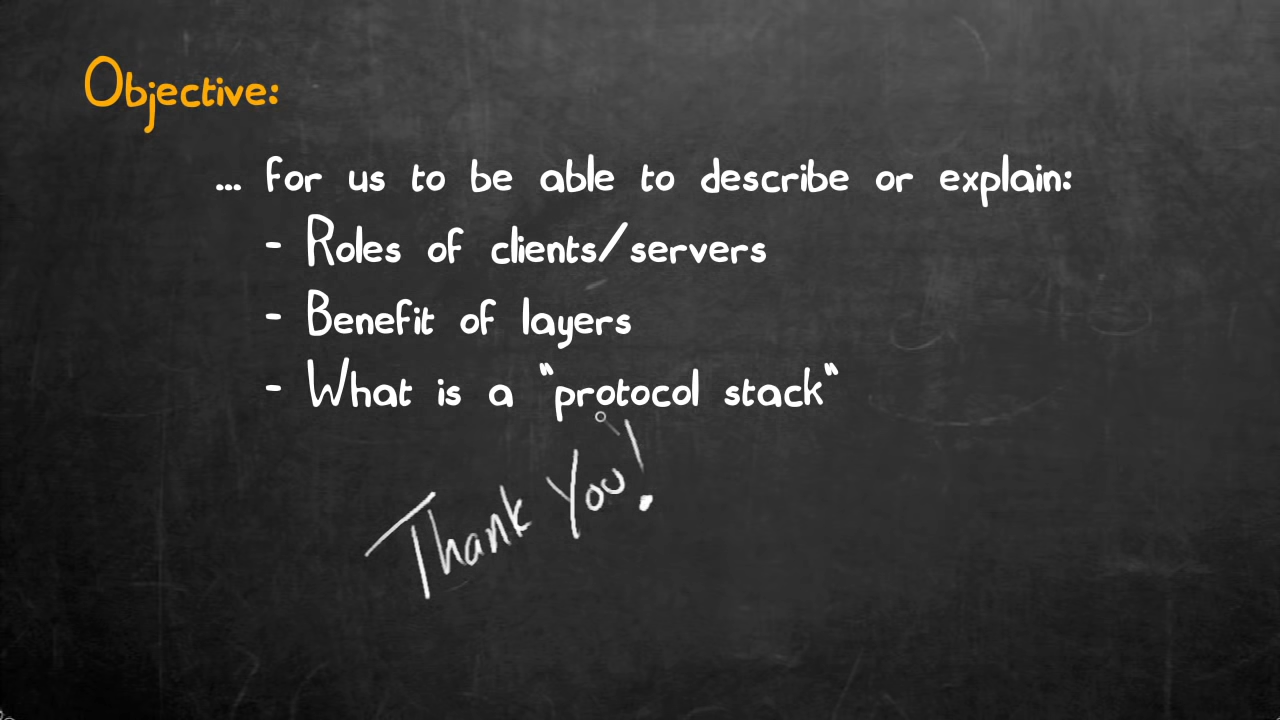 Objective:
... for us to be able to describe or explain:
- Roles of clients/servers
- Benefit of layers
- What is a "protocol stack"
Thank You!